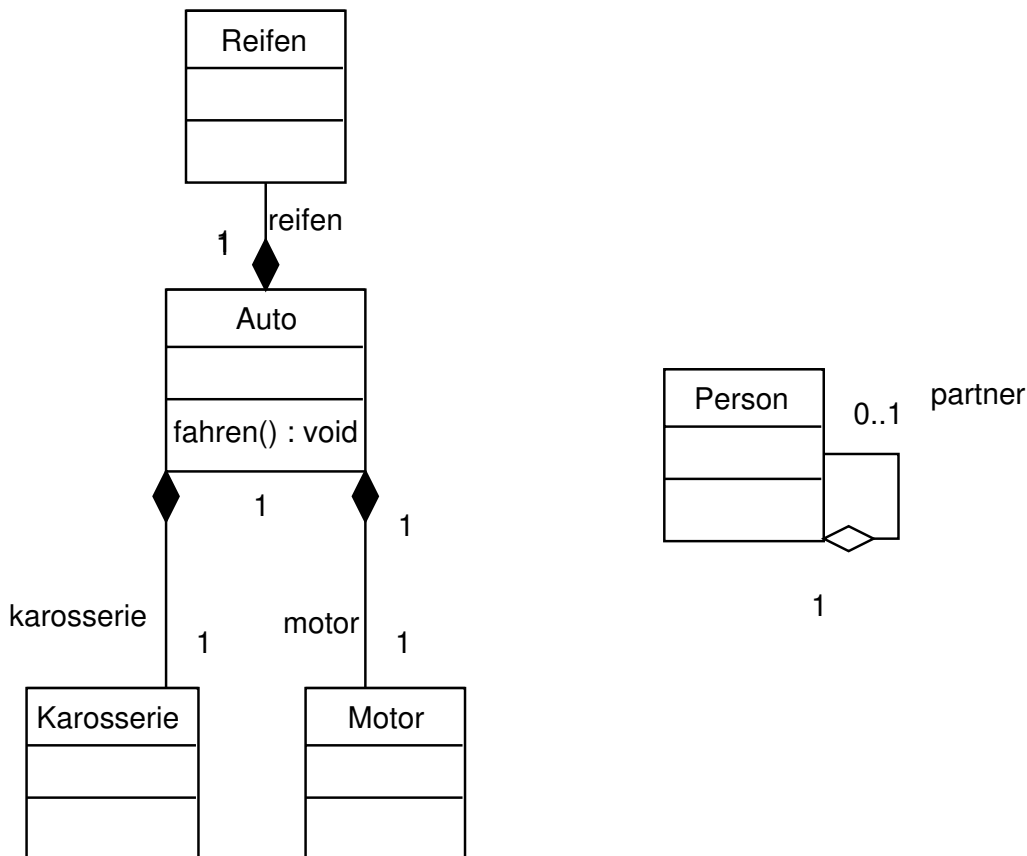 Reifen
reifen
1
Auto
fahren() : void
1
1
karosserie
1
motor
1
Karosserie
Motor
Person
0..1
partner
1